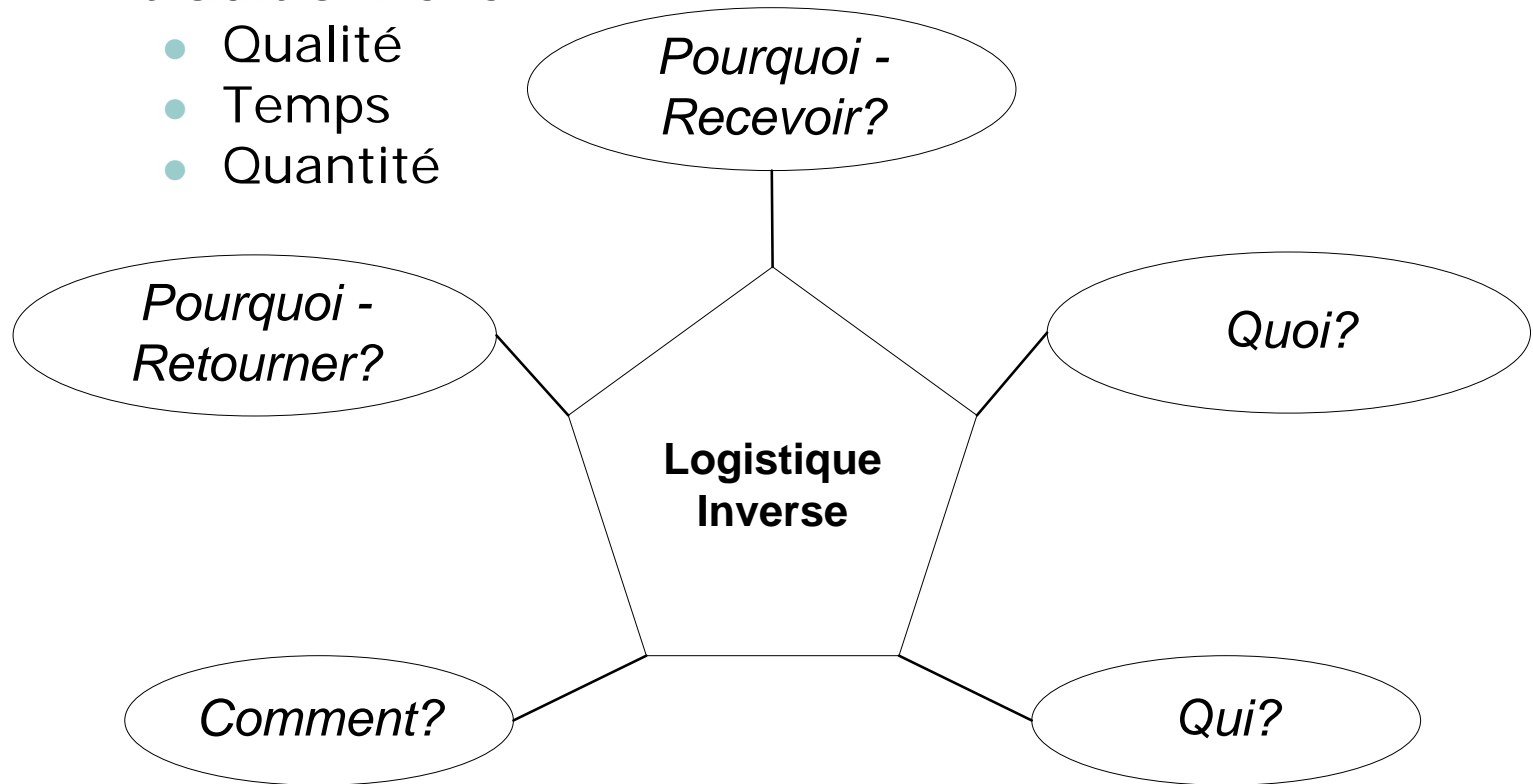 Qualité
Temps
Quantité
Pourquoi -
Recevoir?
Pourquoi -
Retourner?
Quoi?
Logistique
Inverse
Comment?
Qui?